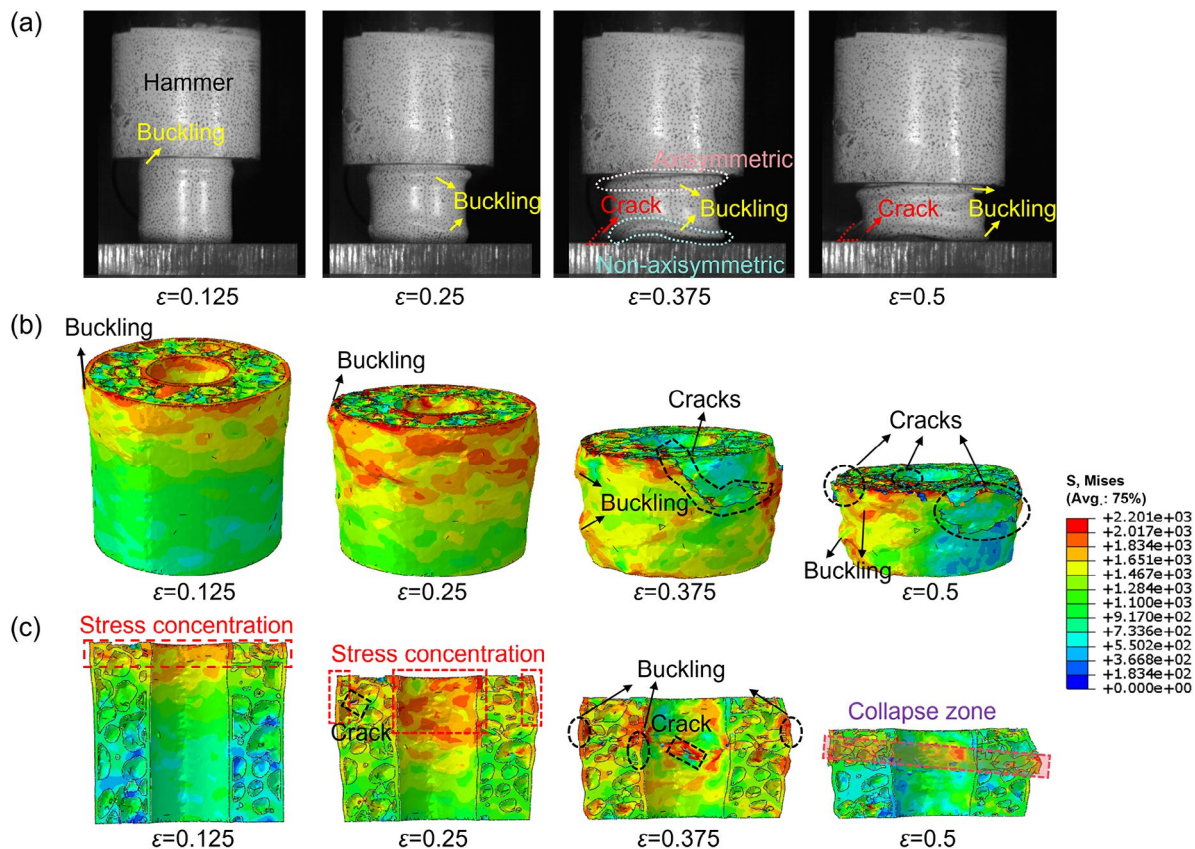 (a)
Hammer
Buckling
Buckling
Axisymmetric
Crack
Buckling
Non-axisymmetric
Crack
Buckling
ε=0.125
ε=0.25
ε=0.375
ε=0.5
(b)
Buckling
Buckling
Cracks
Buckling
Cracks
Buckling
ε=0.125
ε=0.25
ε=0.375
ε=0.5
S, Mises
(Avg.: 75%)
+2.201e+03
+2.017e+03
+1.834e+03
+1.651e+03
+1.467e+03
+1.284e+03
+1.100e+03
+9.170e+02
+7.336e+02
+5.502e+02
+3.668e+02
+1.834e+02
+0.000e+00
(c)
Stress concentration
Stress concentration
Crack
Buckling
Crack
Collapse zone
ε=0.125
ε=0.25
ε=0.375
ε=0.5